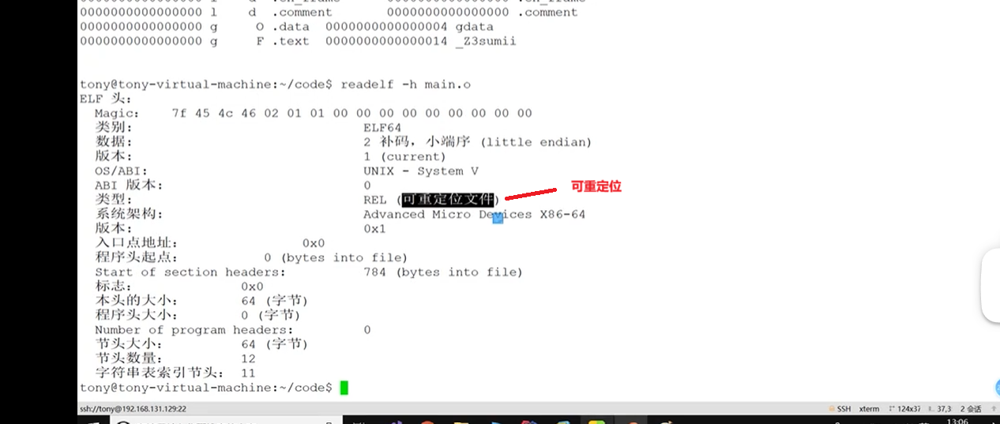 0000000000000000 l    d  .comment       0000000000000000 .comment
0000000000000000 g     O .data  0000000000000004 gdata
0000000000000000 g     F .text  0000000000000014 _Z3sumii
tony@tony-virtual-machine:~/code$ readelf -h main.o
ELF 头:
Magic:   7f 45 4c 46 02 01 01 00 00 00 00 00 00 00 00 00
类别: ELF64
数据: 2 补码, 小端序 (little endian)
版本: 1 (current)
OS/ABI: UNIX - System V
ABI 版本: 0
类型: REL (可重定位文件) 可重定位
系统架构: Advanced Micro Devices X86-64
版本: 0x1
入口点地址: 0x0
程序头起点: 0 (bytes into file)
Start of section headers: 784 (bytes into file)
标志: 0x0
本头的大小: 64 (字节)
程序头大小: 0 (字节)
Number of program headers: 0
节头大小: 64 (字节)
节头数量: 12
字符串表索引节头: 11
tony@tony-virtual-machine:~/code$
ssh://tony@192.168.131.129:22 SSH xterm 124x37 37,3 2 会话
13:06